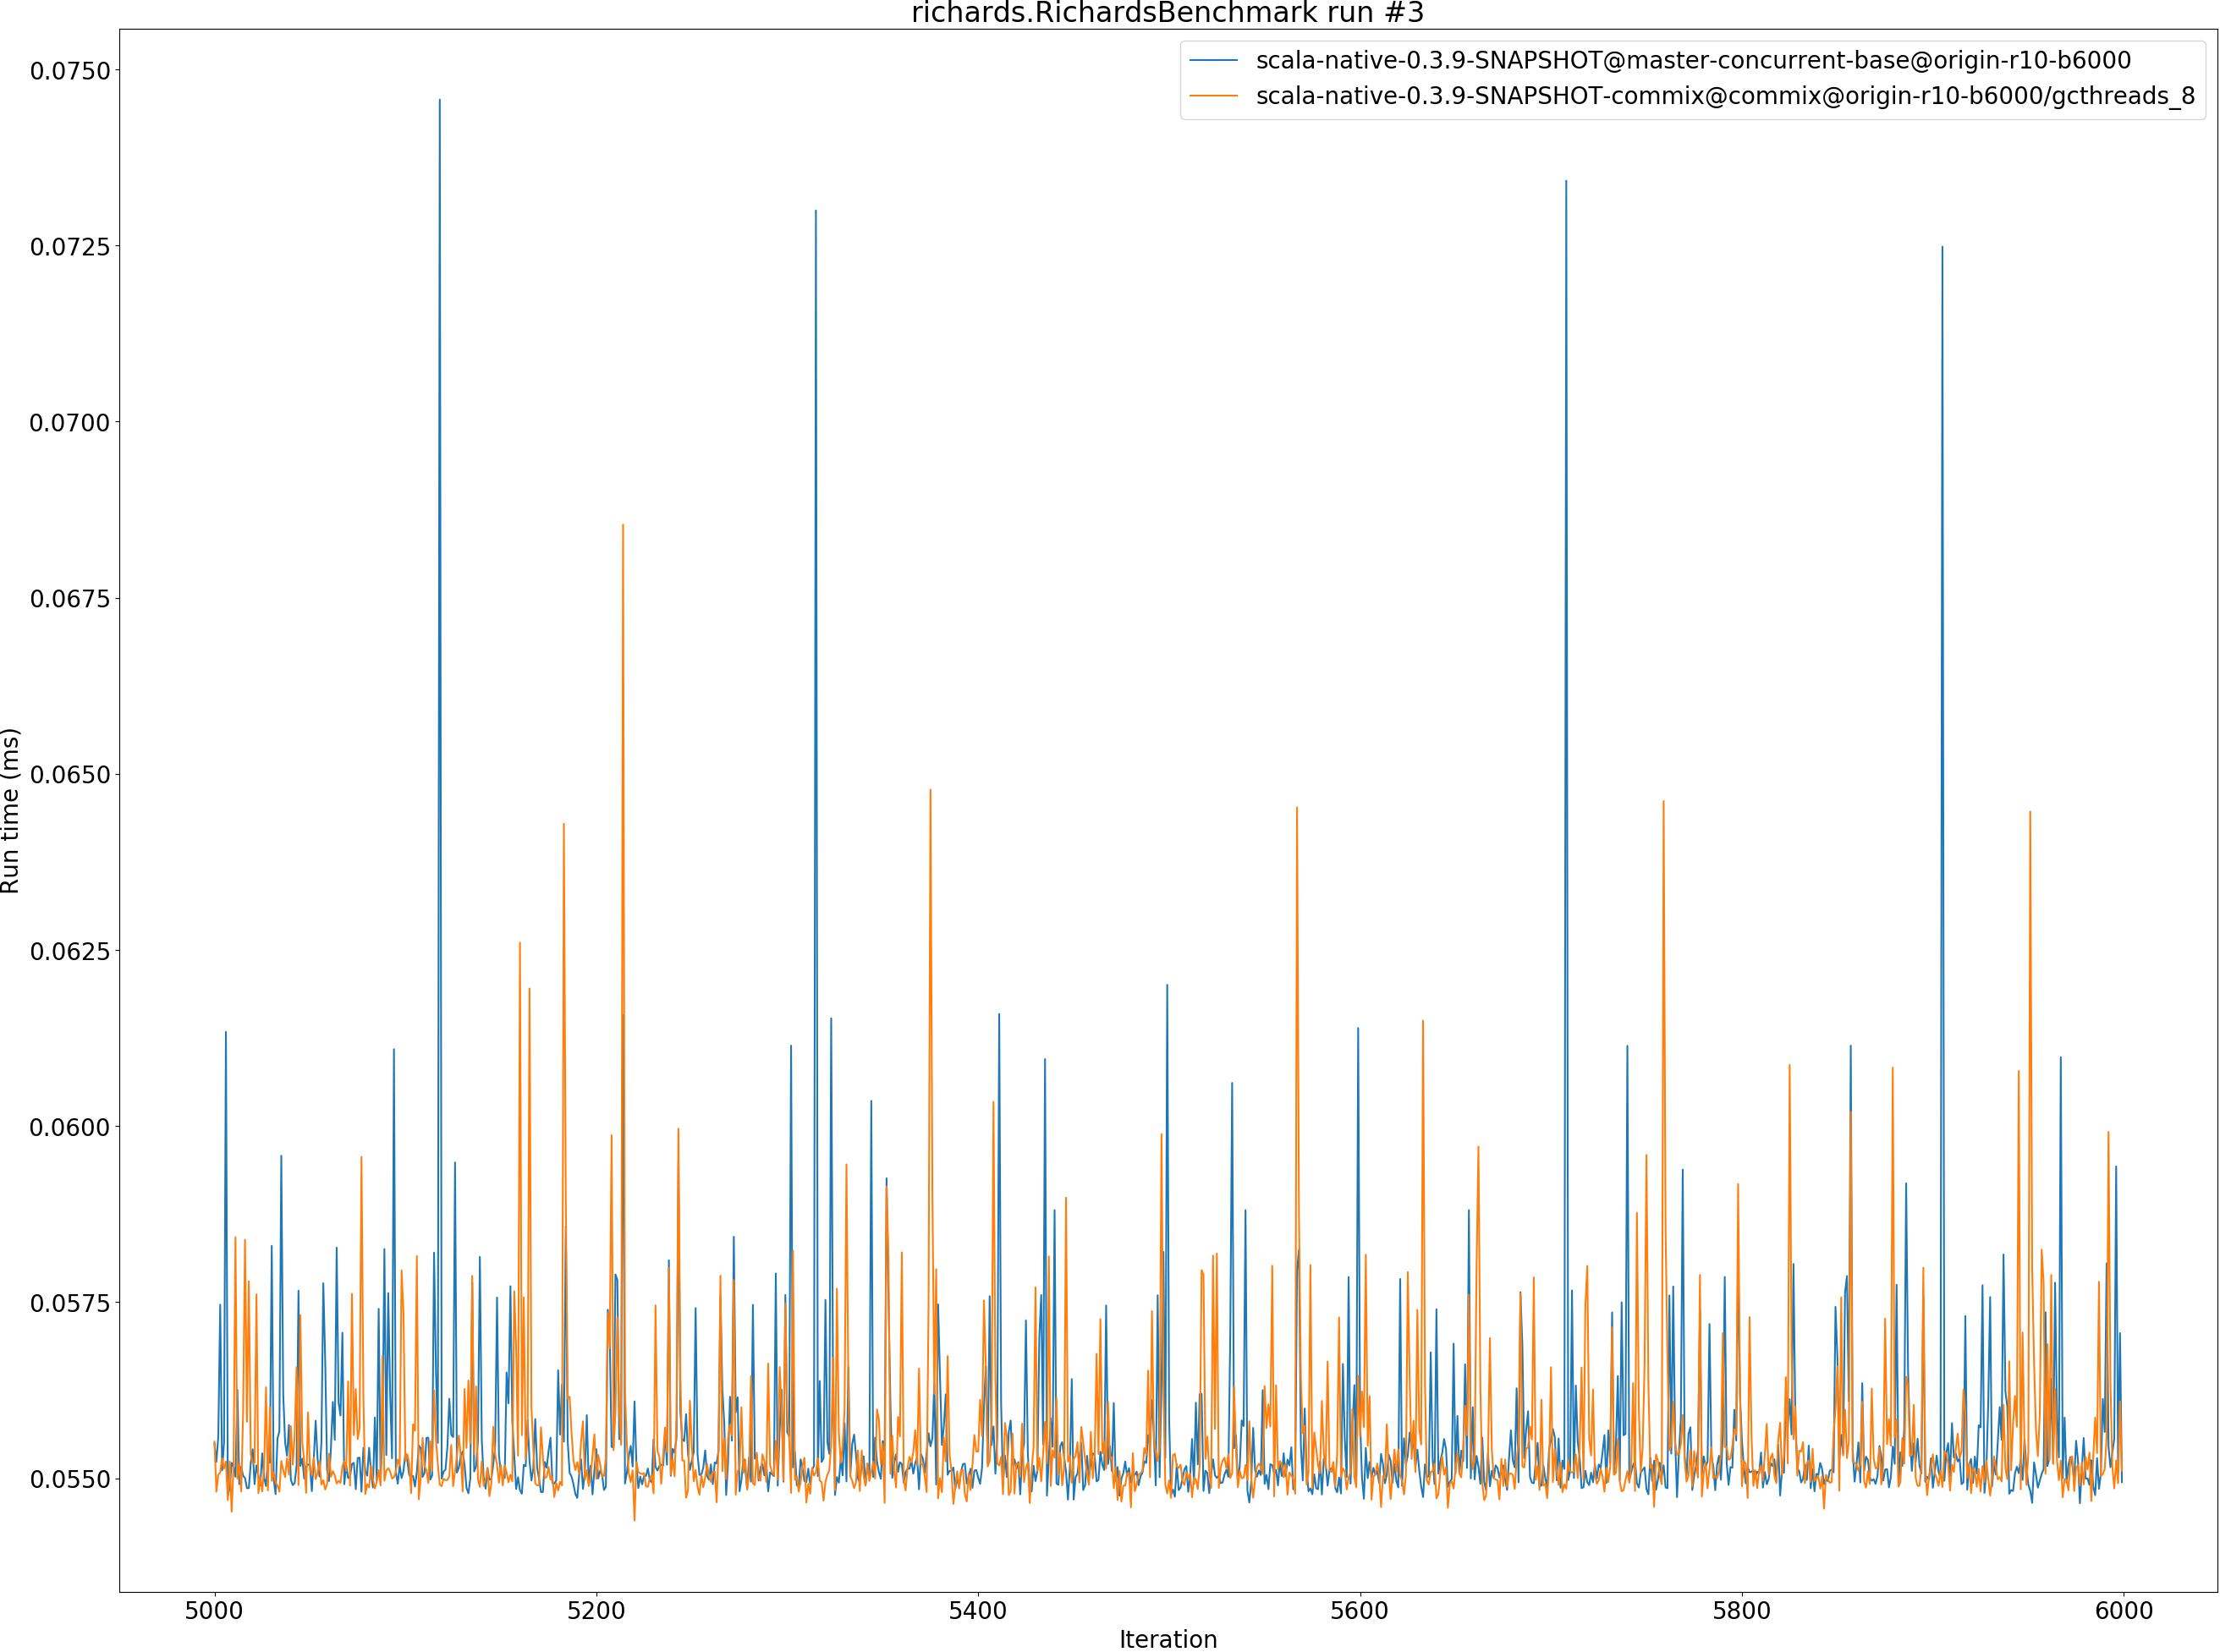 richards.RichardsBenchmark run #3
scala-native-0.3.9-SNAPSHOT@master-concurrent-base@origin-r10-b6000
scala-native-0.3.9-SNAPSHOT-commix@commix@origin-r10-b6000/gcthreads_8
0.0750
0.0725
0.0700
0.0675
0.0650
0.0625
0.0600
0.0575
0.0550
Run time (ms)
5000 5200 5400 5600 5800 6000
Iteration